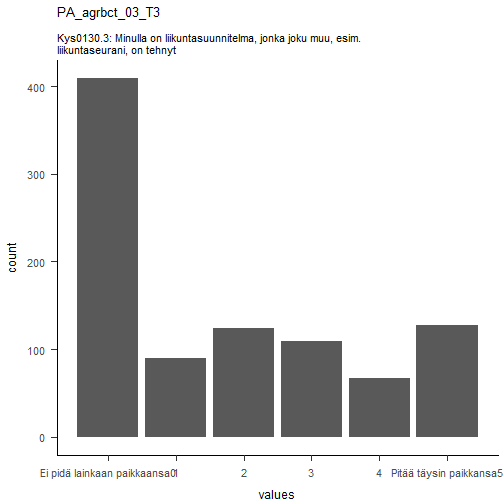 PA_agrbct_03_T3
Kys0130.3: Minulla on liikuntasuunnitelma, jonka joku muu, esim.
liikuntaseurani, on tehnyt
400
300
200
100
0
count
Ei pidä lainkaan paikkaansa0 1 2 3 4 Pitää täysin paikkansa5
values